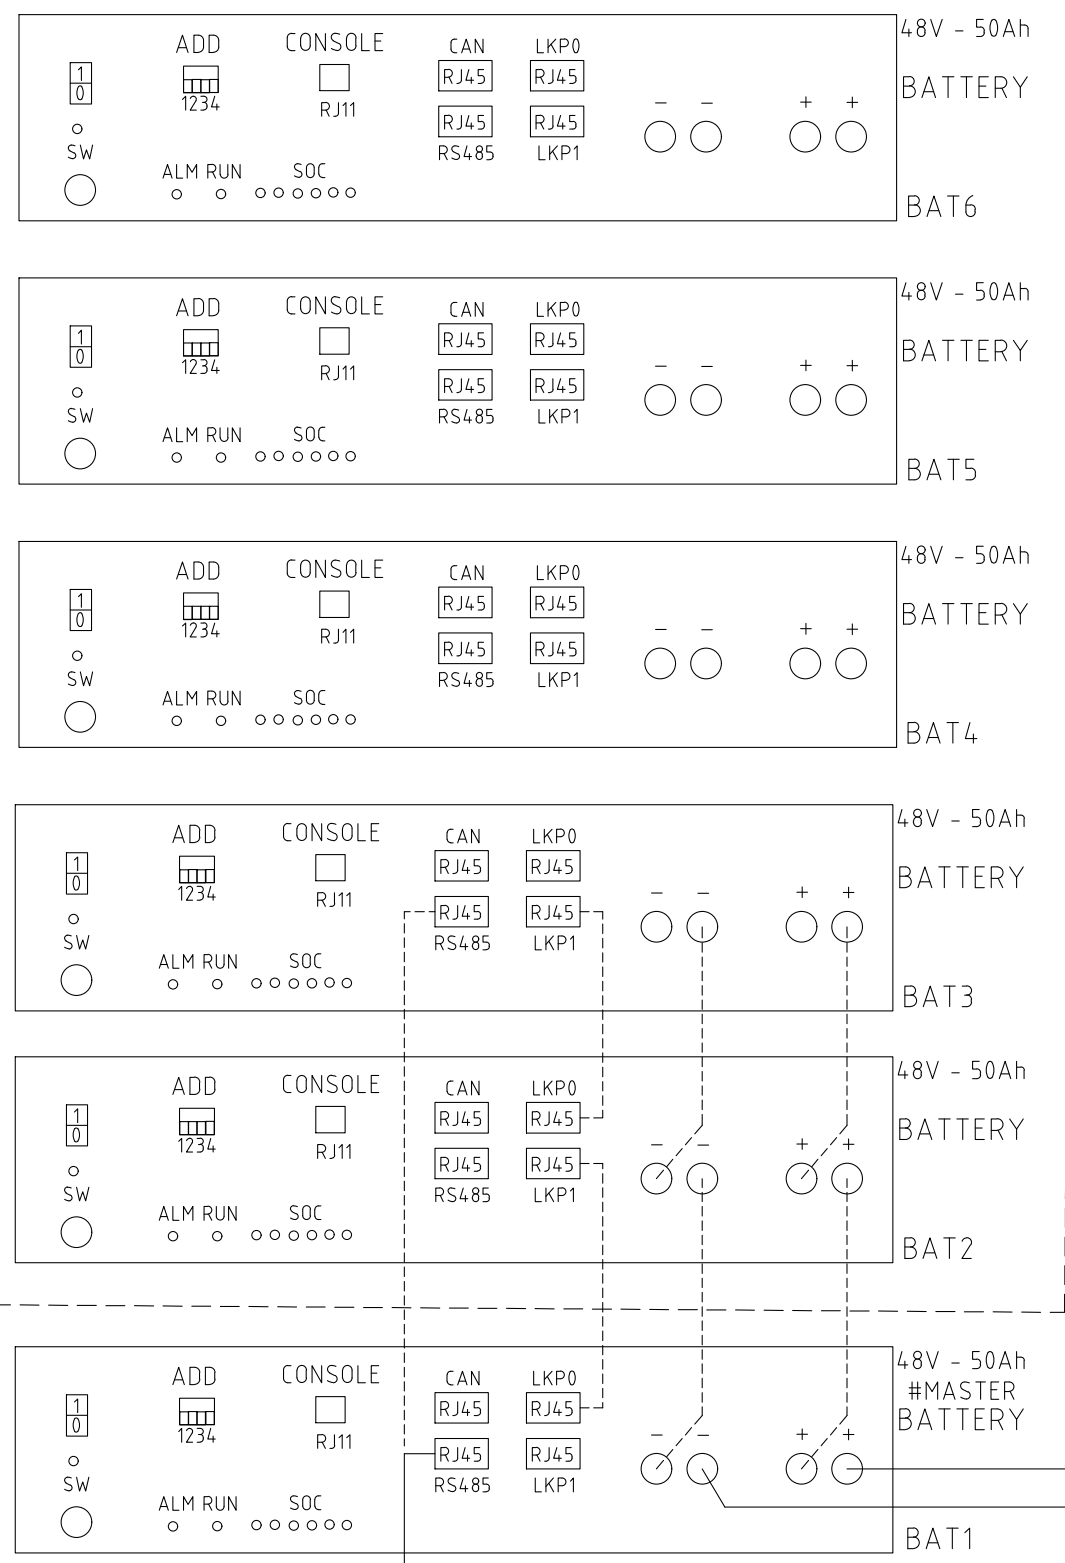 48V - 50Ah
ADD CONSOLE CAN LKP0
1 RJ45 RJ45 BATTERY
0 1234 RJ11 - - + +
RJ45 RJ45
SW RS485 LKP1
ALM RUN SOC
BAT6
48V - 50Ah
ADD CONSOLE CAN LKP0
1 RJ45 RJ45 BATTERY
0 1234 RJ11 - - + +
RJ45 RJ45
SW RS485 LKP1
ALM RUN SOC
BAT5
48V - 50Ah
ADD CONSOLE CAN LKP0
1 RJ45 RJ45 BATTERY
0 1234 RJ11 - - + +
RJ45 RJ45
SW RS485 LKP1
ALM RUN SOC
BAT4
48V - 50Ah
ADD CONSOLE CAN LKP0
1 RJ45 RJ45 BATTERY
0 1234 RJ11 - - + +
RJ45 RJ45
SW RS485 LKP1
ALM RUN SOC
BAT3
48V - 50Ah
ADD CONSOLE CAN LKP0
1 RJ45 RJ45 BATTERY
0 1234 RJ11 - - + +
RJ45 RJ45
SW RS485 LKP1
ALM RUN SOC
BAT2
48V - 50Ah
ADD CONSOLE CAN LKP0 #MASTER
1 RJ45 RJ45 BATTERY
0 1234 RJ11 - - + +
RJ45 RJ45
SW RS485 LKP1
ALM RUN SOC
BAT1